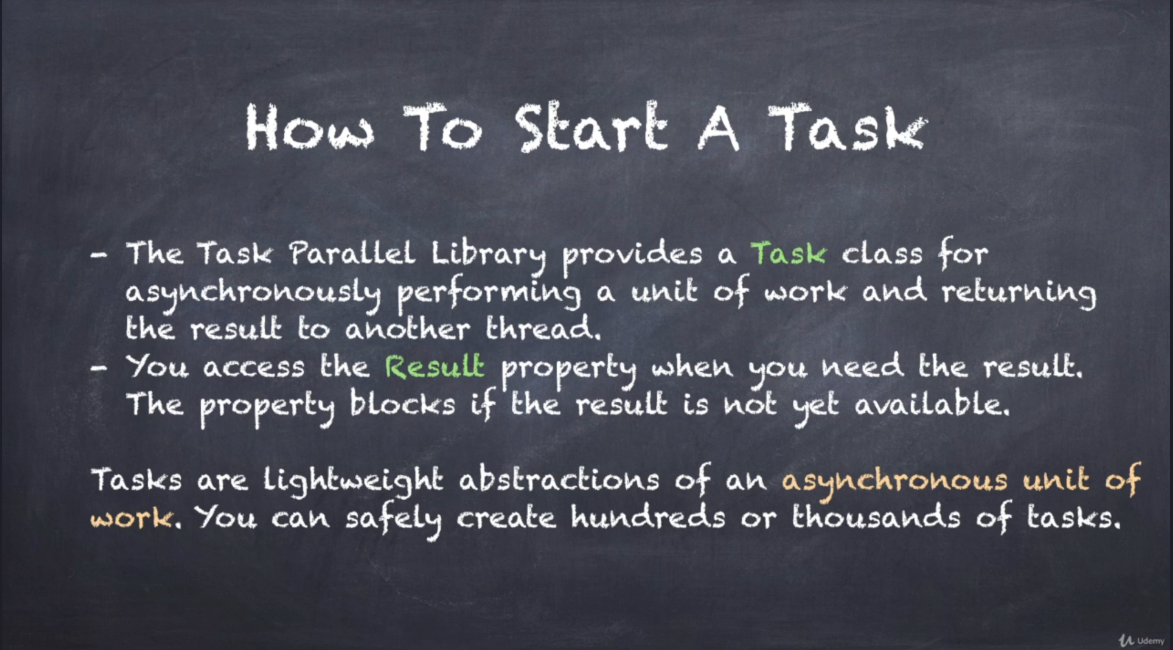 How To Start A Task
- The Task Parallel Library provides a Task class for
asynchronously performing a unit of work and returning
the result to another thread.
- You access the Result property when you need the result.
The property blocks if the result is not yet available.
Tasks are lightweight abstractions of an asynchronous unit of
work. You can safely create hundreds or thousands of tasks.
Udemy